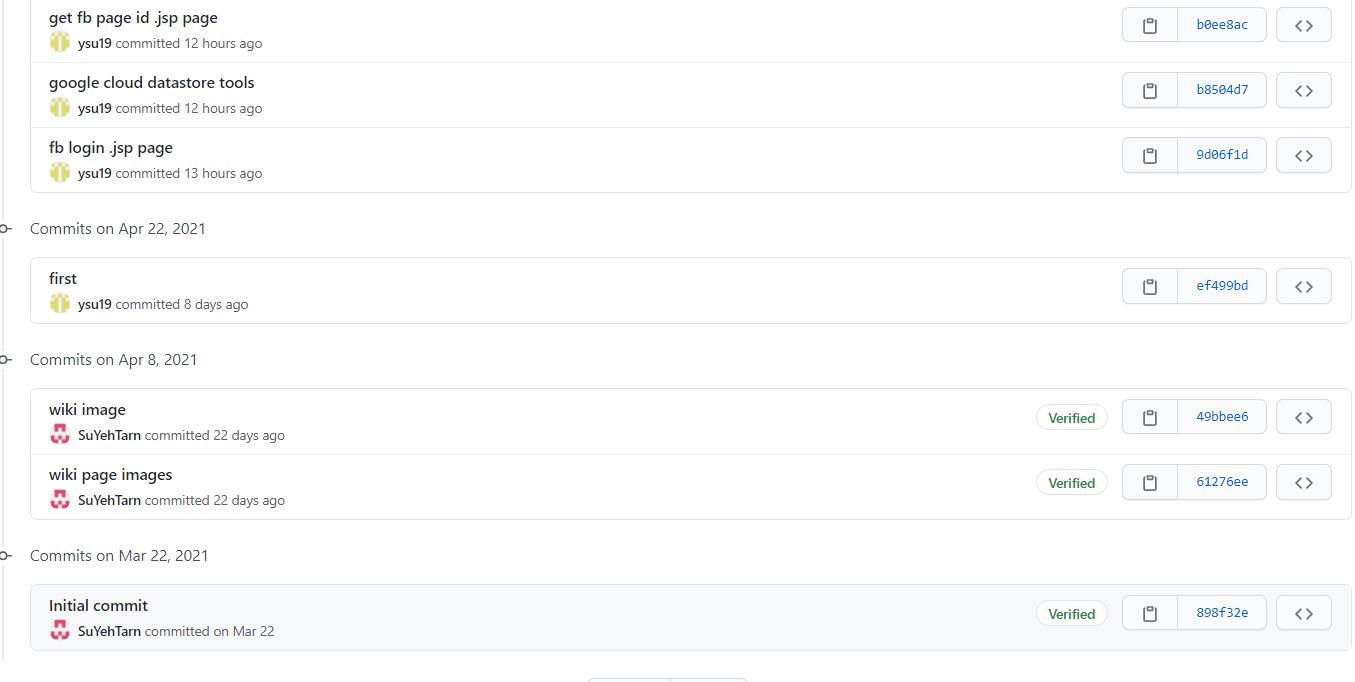 get fb page id .jsp page
b0ee8ac
ysu19 committed 12 hours ago
google cloud datastore tools
b8504d7
ysu19 committed 12 hours ago
fb login .jsp page
9d06f1d
ysu19 committed 13 hours ago
Commits on Apr 22, 2021
first
ef499bd
ysu19 committed 8 days ago
Commits on Apr 8, 2021
wiki image
Verified 49bbee6
SuYehTarn committed 22 days ago
wiki page images
Verified 61276ee
SuYehTarn committed 22 days ago
Commits on Mar 22, 2021
Initial commit
Verified 898f32e
SuYehTarn committed on Mar 22